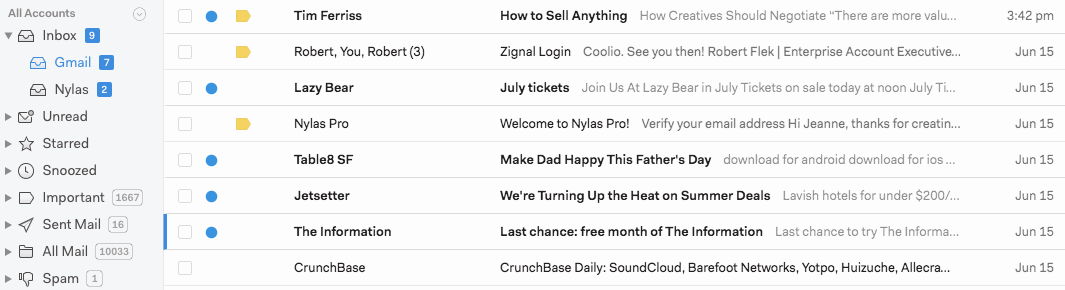 All Accounts
Inbox 9
Gmail 7
Nylas 2
Unread
Starred
Snoozed
Important 1667
Sent Mail 16
All Mail 10033
Spam 1
Tim Ferriss How to Sell Anything How Creatives Should Negotiate “There are more valu... 3:42 pm
Robert, You, Robert (3) Zignal Login Coolio. See you then! Robert Flek | Enterprise Account Executive... Jun 15
Lazy Bear July tickets Join Us At Lazy Bear in July Tickets on sale today at noon July Ti... Jun 15
Nylas Pro Welcome to Nylas Pro! Verify your email address Hi Jeanne, thanks for creatin... Jun 15
Table8 SF Make Dad Happy This Father's Day download for android download for ios ... Jun 15
Jetsetter We're Turning Up the Heat on Summer Deals Lavish hotels for under $200/... Jun 15
The Information Last chance: free month of The Information Last chance to try The Informa... Jun 15
CrunchBase CrunchBase Daily: SoundCloud, Barefoot Networks, Yotpo, Huizuche, Allecra... Jun 15